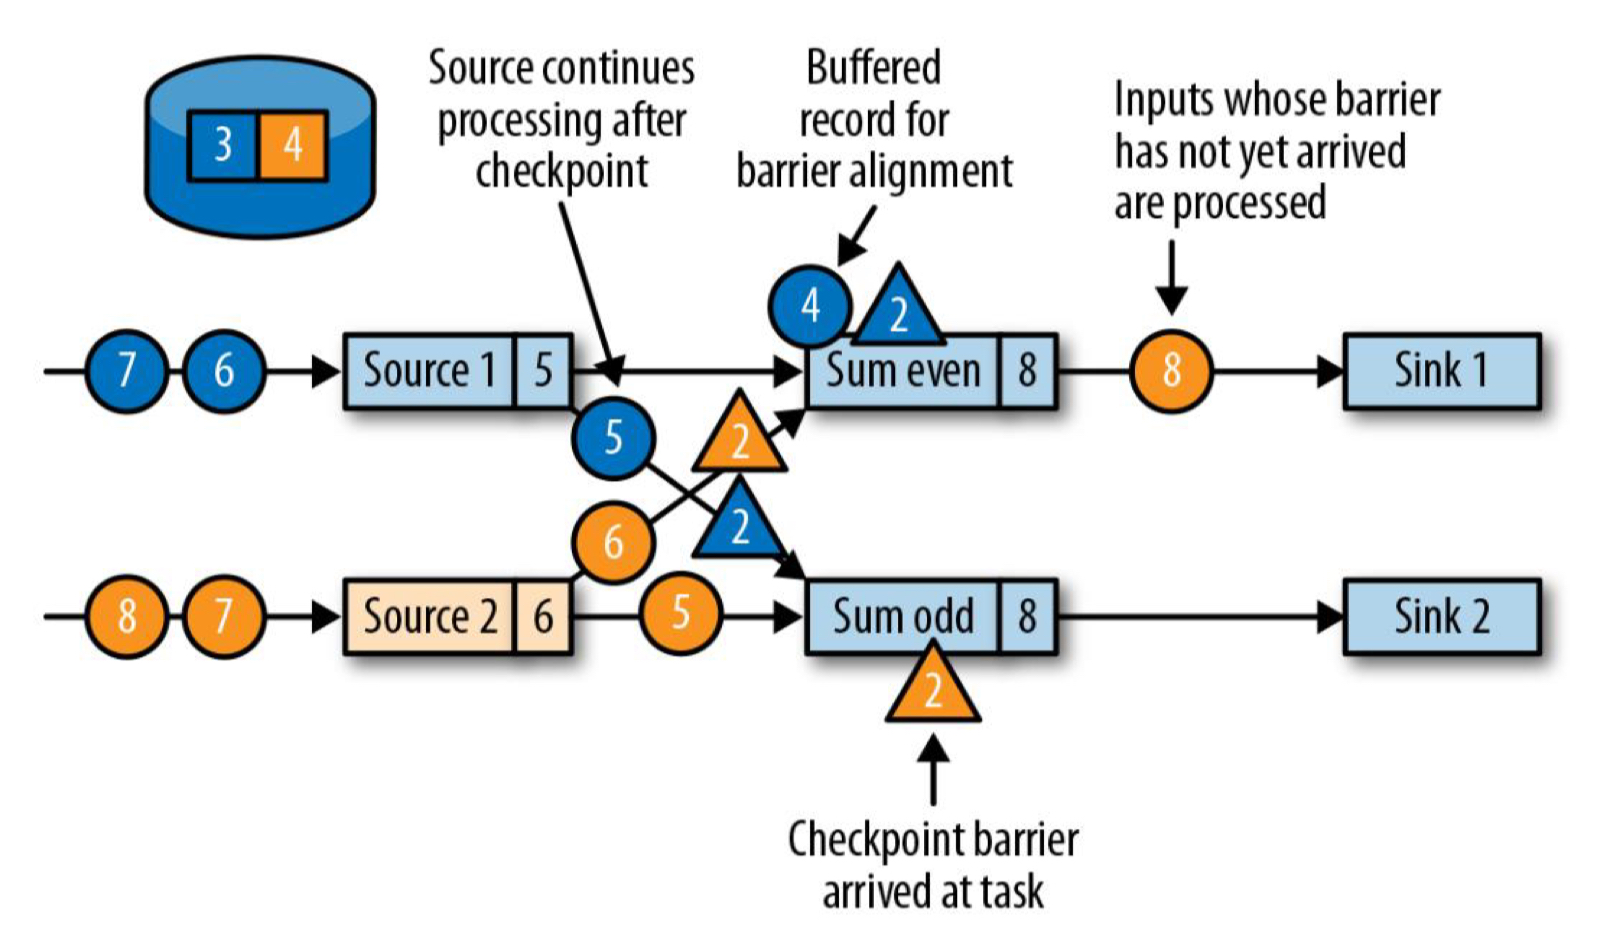 Source continues
processing after
checkpoint
Buffered
record for
barrier alignment
Inputs whose barrier
has not yet arrived
are processed
3 4
4 2
7 6 Source 1 5 Sum even 8 8 Sink 1
5 2
6 2
8 7 Source 2 6 5 Sum odd 8 Sink 2
2
Checkpoint barrier
arrived at task